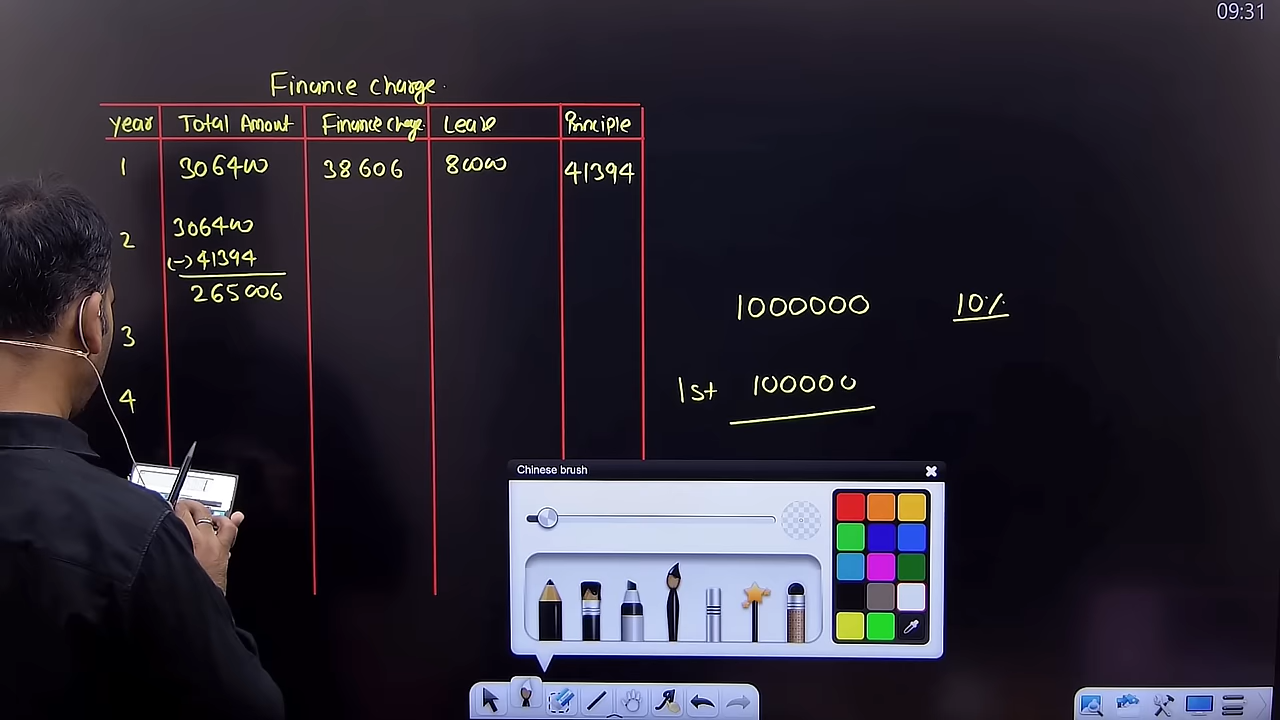 09:31
Finance charge.
Year Total Amount Finance charge Lease Principle
1 306400 38606 80000 41394
2 306400
(-) 41394
265006
3
4
1000000 10%
1st 100000
Chinese brush